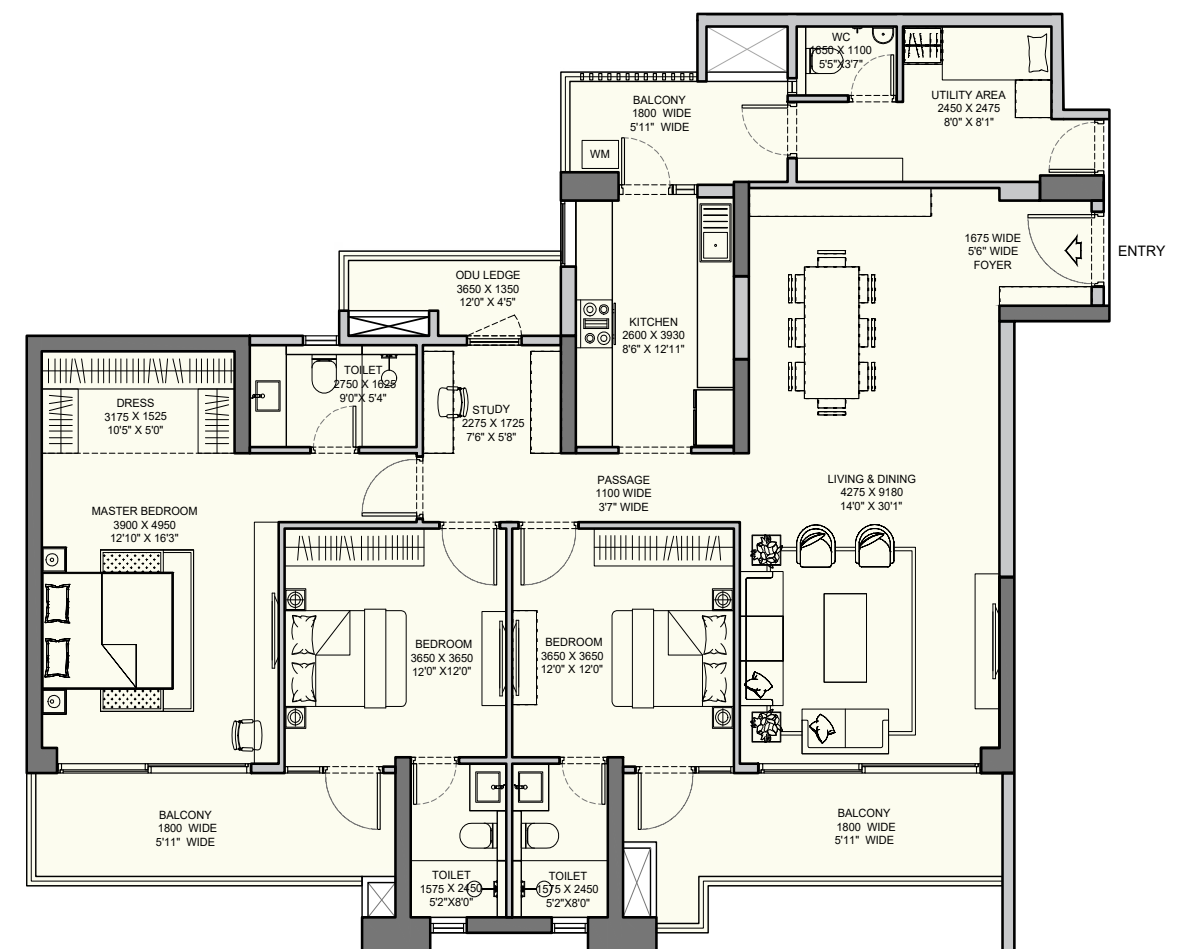 WC
1650 X 1100
5'5"X3'7"
UTILITY AREA
2450 X 2475
8'0" X 8'1"
BALCONY
1800 WIDE
5'11" WIDE
WM
1675 WIDE
5'6" WIDE
FOYER
ENTRY
ODU LEDGE
3650 X 1350
12'0" X 4'5"
KITCHEN
2600 X 3930
8'6" X 12'11"
TOILET
2750 X 1625
9'0"X 5'4"
DRESS
3175 X 1525
10'5" X 5'0"
STUDY
2275 X 1725
7'6" X 5'8"
PASSAGE
1100 WIDE
3'7" WIDE
LIVING & DINING
4275 X 9180
14'0" X 30'1"
MASTER BEDROOM
3900 X 4950
12'10" X 16'3"
BEDROOM
3650 X 3650
12'0" X12'0"
BEDROOM
3650 X 3650
12'0" X 12'0"
BALCONY
1800 WIDE
5'11" WIDE
BALCONY
1800 WIDE
5'11" WIDE
TOILET
1575 X 2450
5'2"X8'0"
TOILET
1575 X 2450
5'2"X8'0"